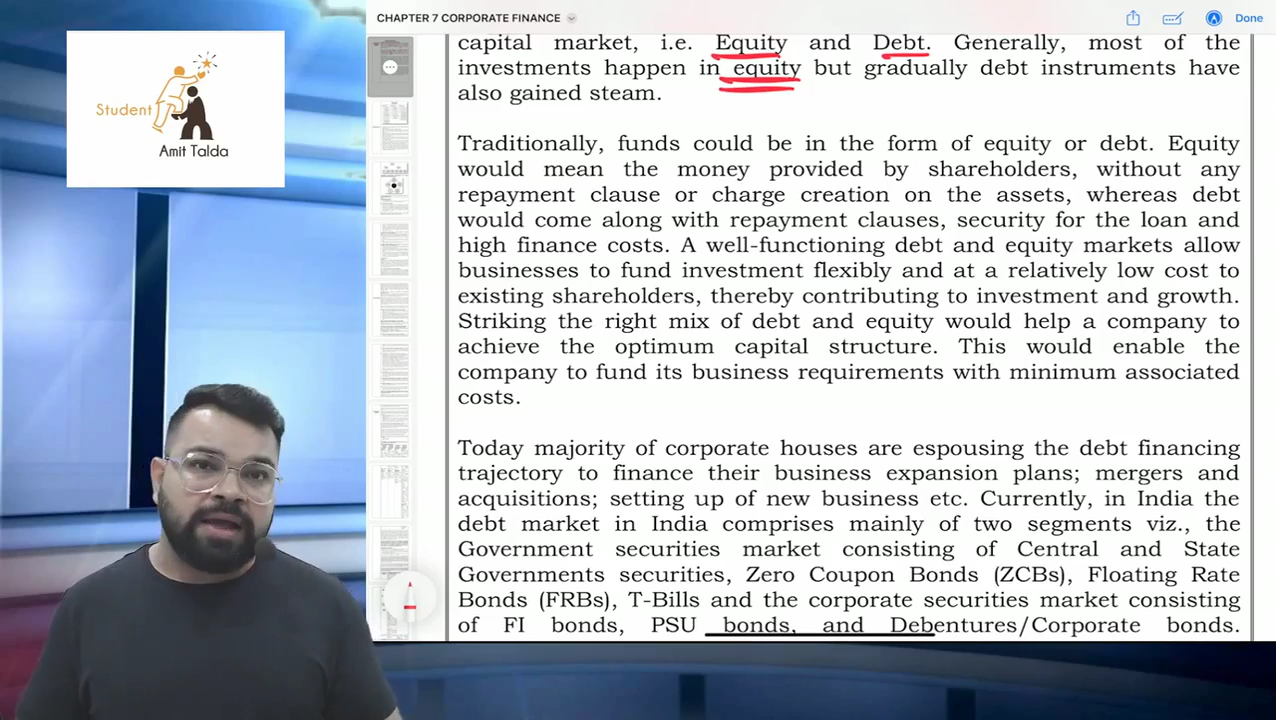 CHAPTER 7 CORPORATE FINANCE
Done
Student
Amit Talda
capital market, i.e. Equity Debt. Generally, most of the
investments happen in equity but gradually debt instruments have
also gained steam.
Traditionally, funds could be in the form of equity or debt. Equity
would mean the money provided by shareholders, without any
repayment clause or charge creation on the assets, whereas debt
would come along with repayment clauses, security for the loan and
high finance costs. A well-functioning debt and equity markets allow
businesses to fund investment and at a relatively low cost to
existing shareholders, thereby contributing to investment and growth.
Striking the right mix of debt and equity would help a company to
achieve the optimum capital structure. This would enable the
company to fund its business requirements with minimum associated
costs.
Today majority of corporate houses are espousing the debt financing
trajectory to finance their business expansion plans; mergers and
acquisitions; setting up of new business etc. Currently, in India the
debt market in India comprise mainly of two segments viz., the
government securities market consisting of Central and State
Governments securities, Zero Coupon Bonds (ZCBs), Floating Rate
Bonds (FRBs), T-Bills and the corporate securities market consisting
of FI bonds, PSU bonds, and Debentures/Corporate bonds.